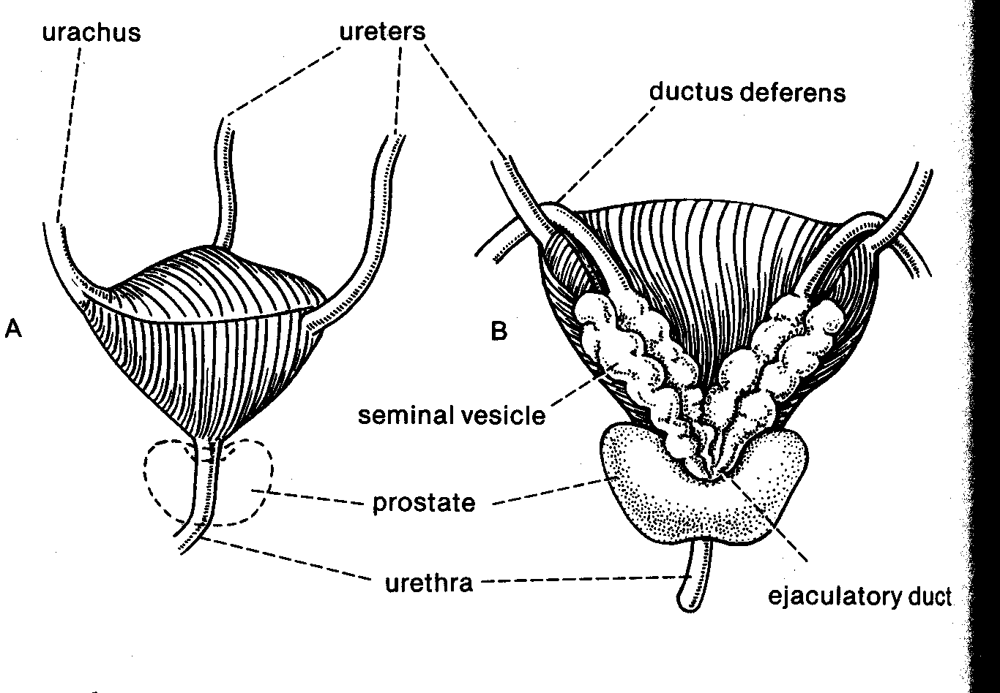 urachus
ureters
ductus deferens
A
B
seminal vesicle
prostate
urethra
ejaculatory duct